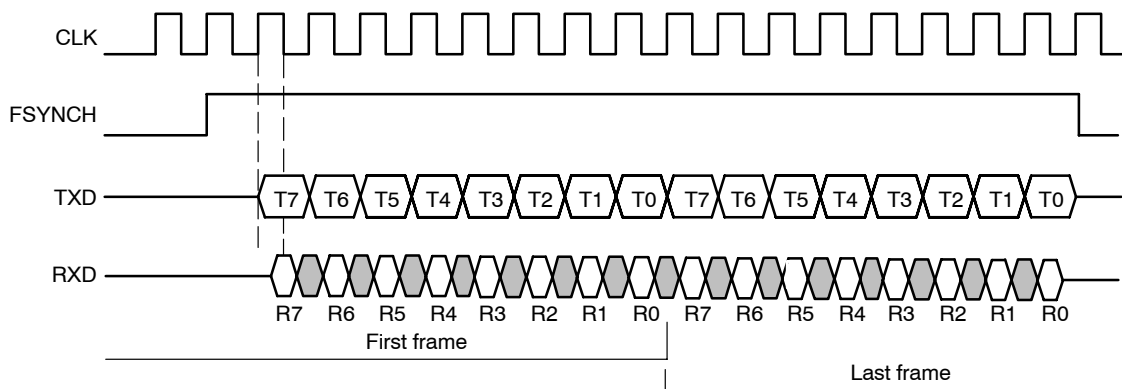 CLK
FSYNCH
TXD
T7 T6 T5 T4 T3 T2 T1 T0 T7 T6 T5 T4 T3 T2 T1 T0
RXD
R7 R6 R5 R4 R3 R2 R1 R0 R7 R6 R5 R4 R3 R2 R1 R0
First frame
Last frame